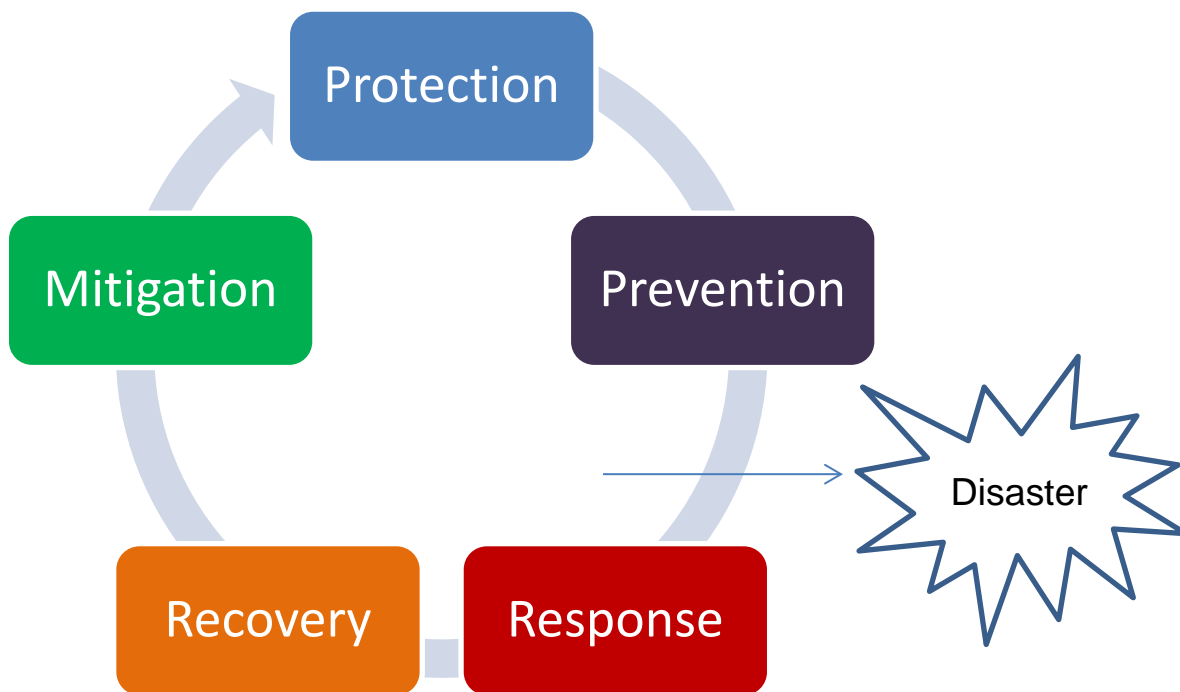 Protection
Mitigation
Prevention
Disaster
Recovery
Response